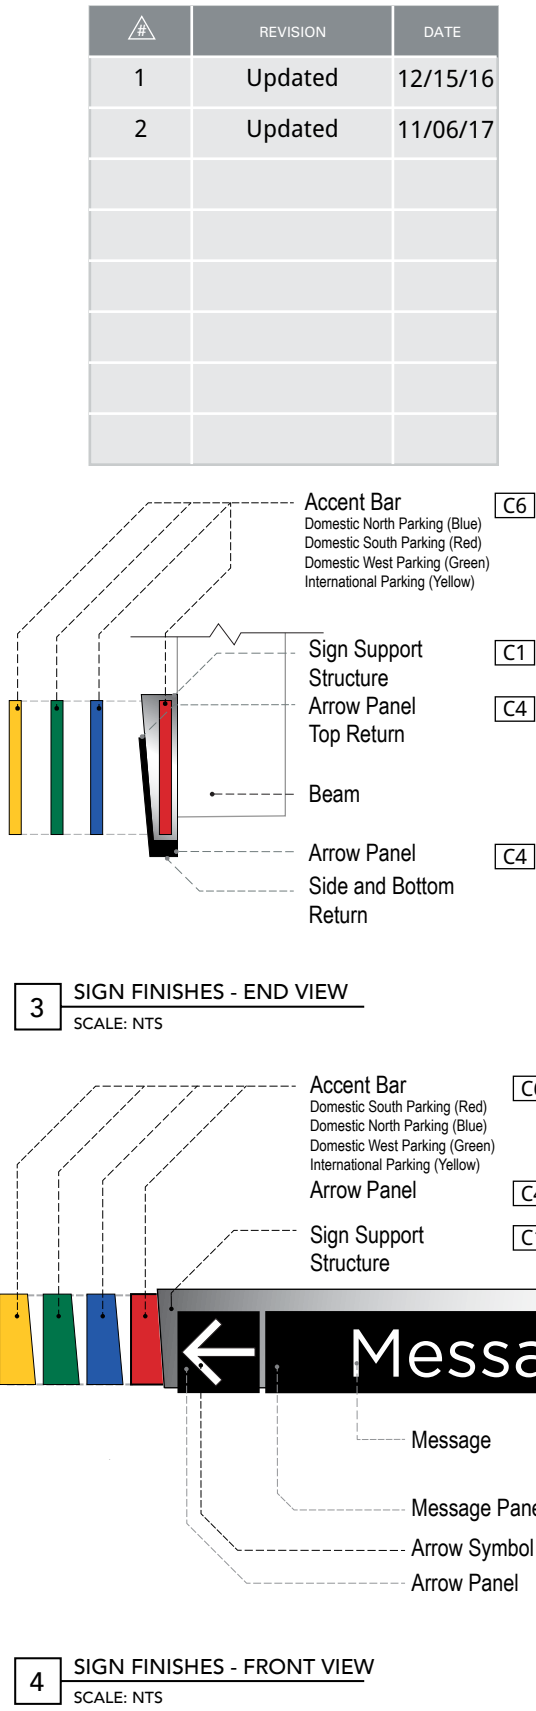 # REVISION DATE
1 Updated 12/15/16
2 Updated 11/06/17
Accent Bar C6
Domestic North Parking (Blue)
Domestic South Parking (Red)
Domestic West Parking (Green)
International Parking (Yellow)
Sign Support C1
Structure
Arrow Panel C4
Top Return
Beam
Arrow Panel C4
Side and Bottom
Return
3 SIGN FINISHES - END VIEW
SCALE: NTS
Accent Bar
Domestic South Parking (Red)
Domestic North Parking (Blue)
Domestic West Parking (Green)
International Parking (Yellow)
Arrow Panel
Sign Support
Structure
Message
Message
Arrow Symbol
Arrow Panel
4 SIGN FINISHES - FRONT VIEW
SCALE: NTS